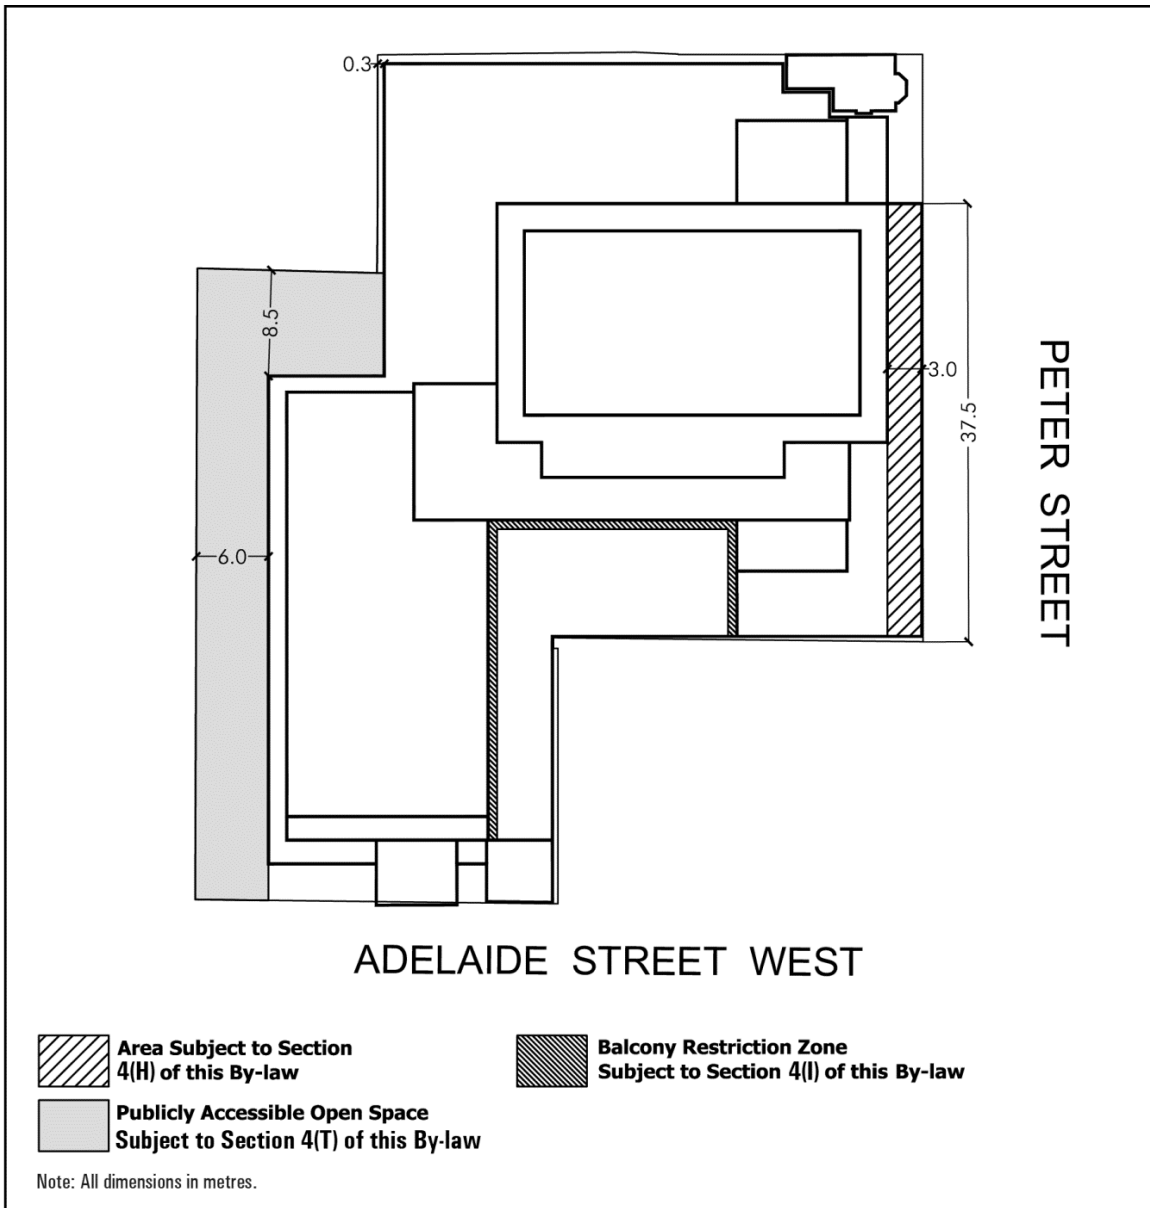 0.3
8.5
3.0
37.5
6.0
PETER STREET
ADELAIDE STREET WEST
Area Subject to Section
4(H) of this By-law
Balcony Restriction Zone
Subject to Section 4(I) of this By-law
Publicly Accessible Open Space
Subject to Section 4(T) of this By-law
Note: All dimensions in metres.